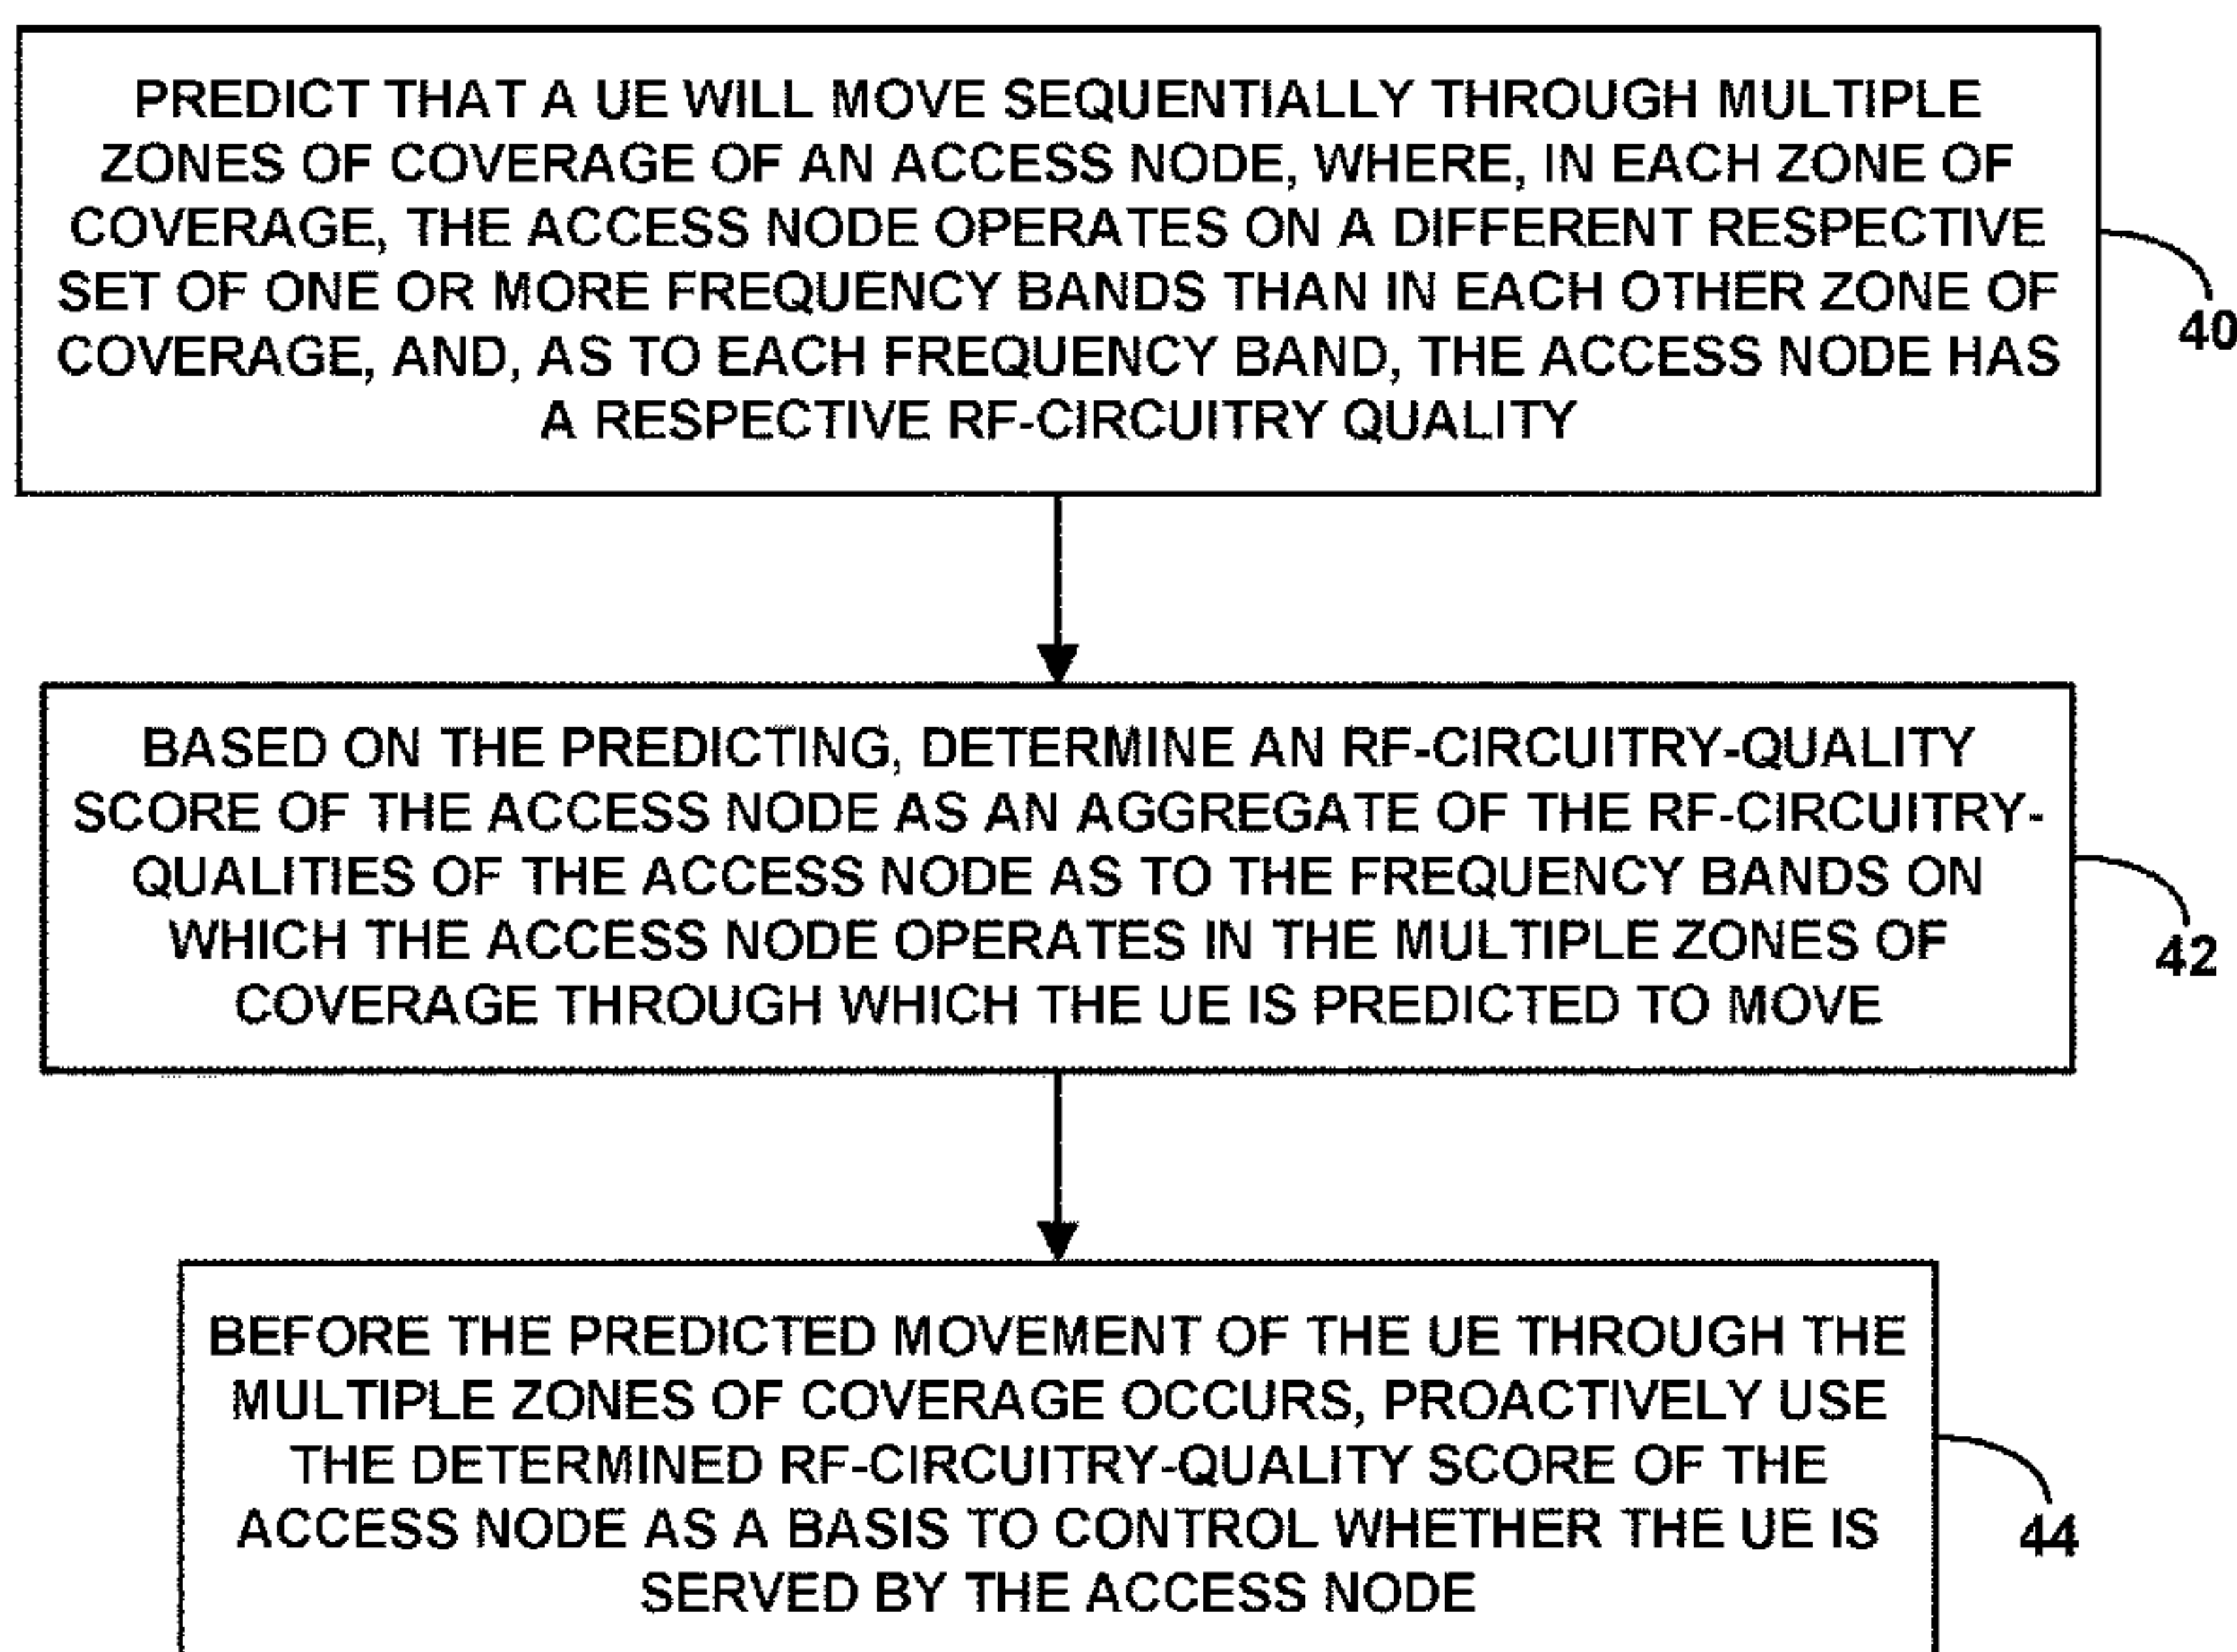 PREDICT THAT A UE WILL MOVE SEQUENTIALLY THROUGH MULTIPLE
ZONES OF COVERAGE OF AN ACCESS NODE, WHERE, IN EACH ZONE OF
COVERAGE, THE ACCESS NODE OPERATES ON A DIFFERENT RESPECTIVE
SET OF ONE OR MORE FREQUENCY BANDS THAN IN EACH OTHER ZONE OF
COVERAGE, AND, AS TO EACH FREQUENCY BAND, THE ACCESS NODE HAS
A RESPECTIVE RF-CIRCUITRY QUALITY
40
BASED ON THE PREDICTING, DETERMINE AN RF-CIRCUITRY-QUALITY
SCORE OF THE ACCESS NODE AS AN AGGREGATE OF THE RF-CIRCUITRY-
QUALITIES OF THE ACCESS NODE AS TO THE FREQUENCY BANDS ON
WHICH THE ACCESS NODE OPERATES IN THE MULTIPLE ZONES OF
COVERAGE THROUGH WHICH THE UE IS PREDICTED TO MOVE
42
BEFORE THE PREDICTED MOVEMENT OF THE UE THROUGH THE
MULTIPLE ZONES OF COVERAGE OCCURS, PROACTIVELY USE
THE DETERMINED RF-CIRCUITRY-QUALITY SCORE OF THE
ACCESS NODE AS A BASIS TO CONTROL WHETHER THE UE IS
SERVED BY THE ACCESS NODE
44